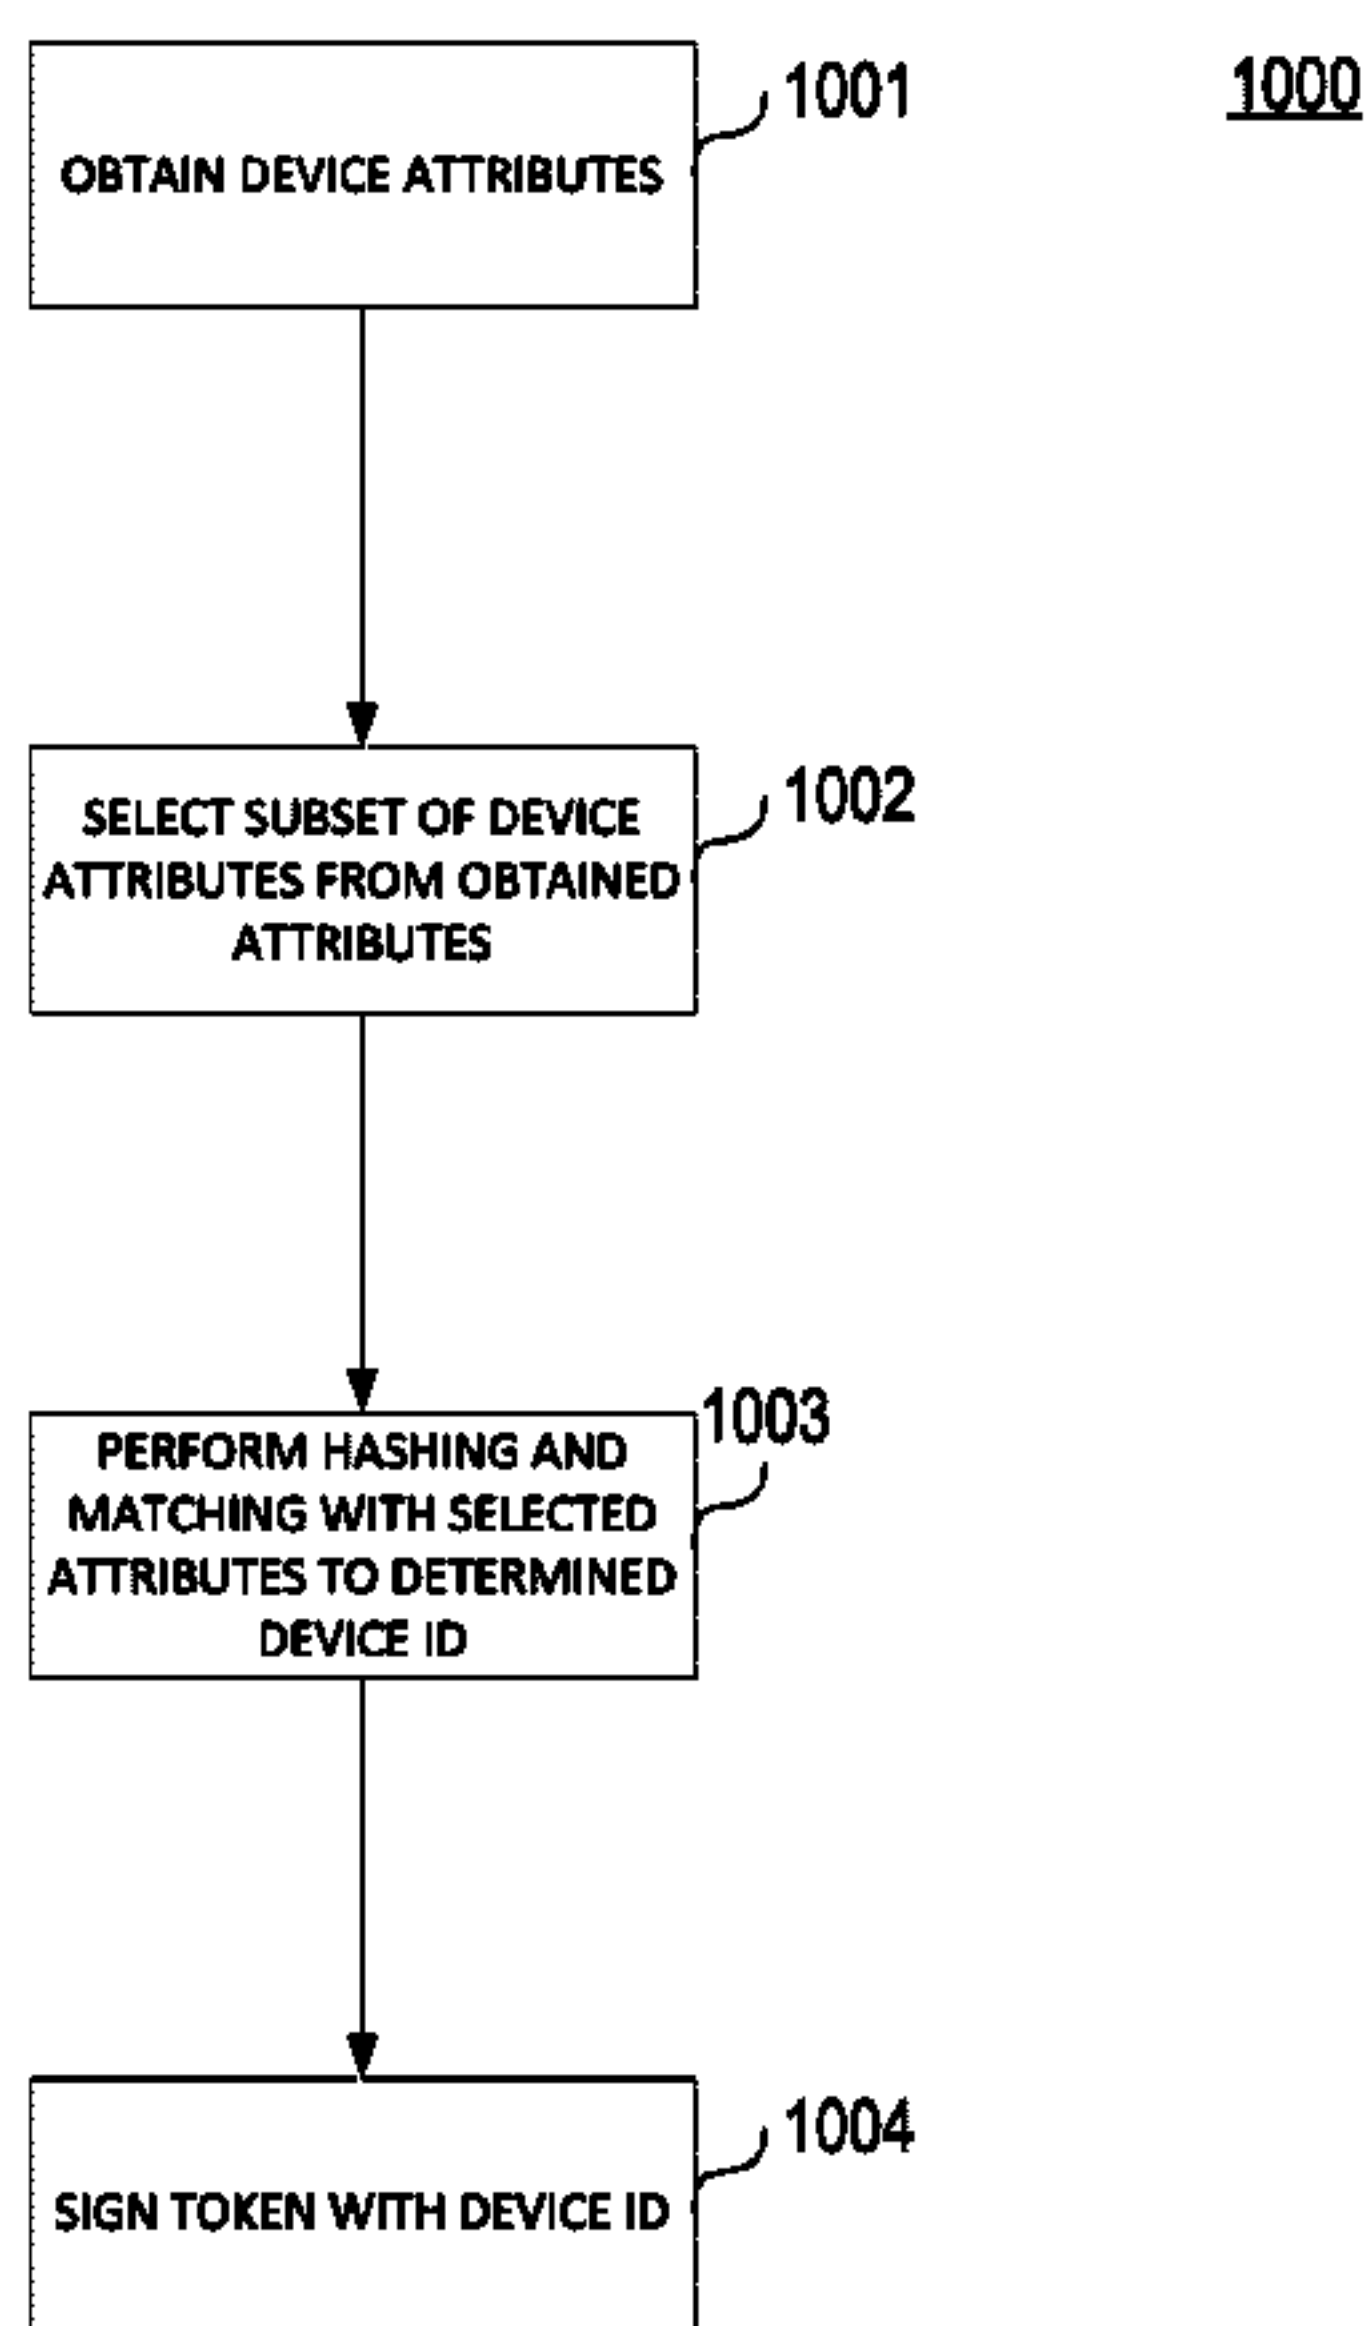 1000
1001
OBTAIN DEVICE ATTRIBUTES
1002
SELECT SUBSET OF DEVICE
ATTRIBUTES FROM OBTAINED
ATTRIBUTES
1003
PERFORM HASHING AND
MATCHING WITH SELECTED
ATTRIBUTES TO DETERMINED
DEVICE ID
1004
SIGN TOKEN WITH DEVICE ID